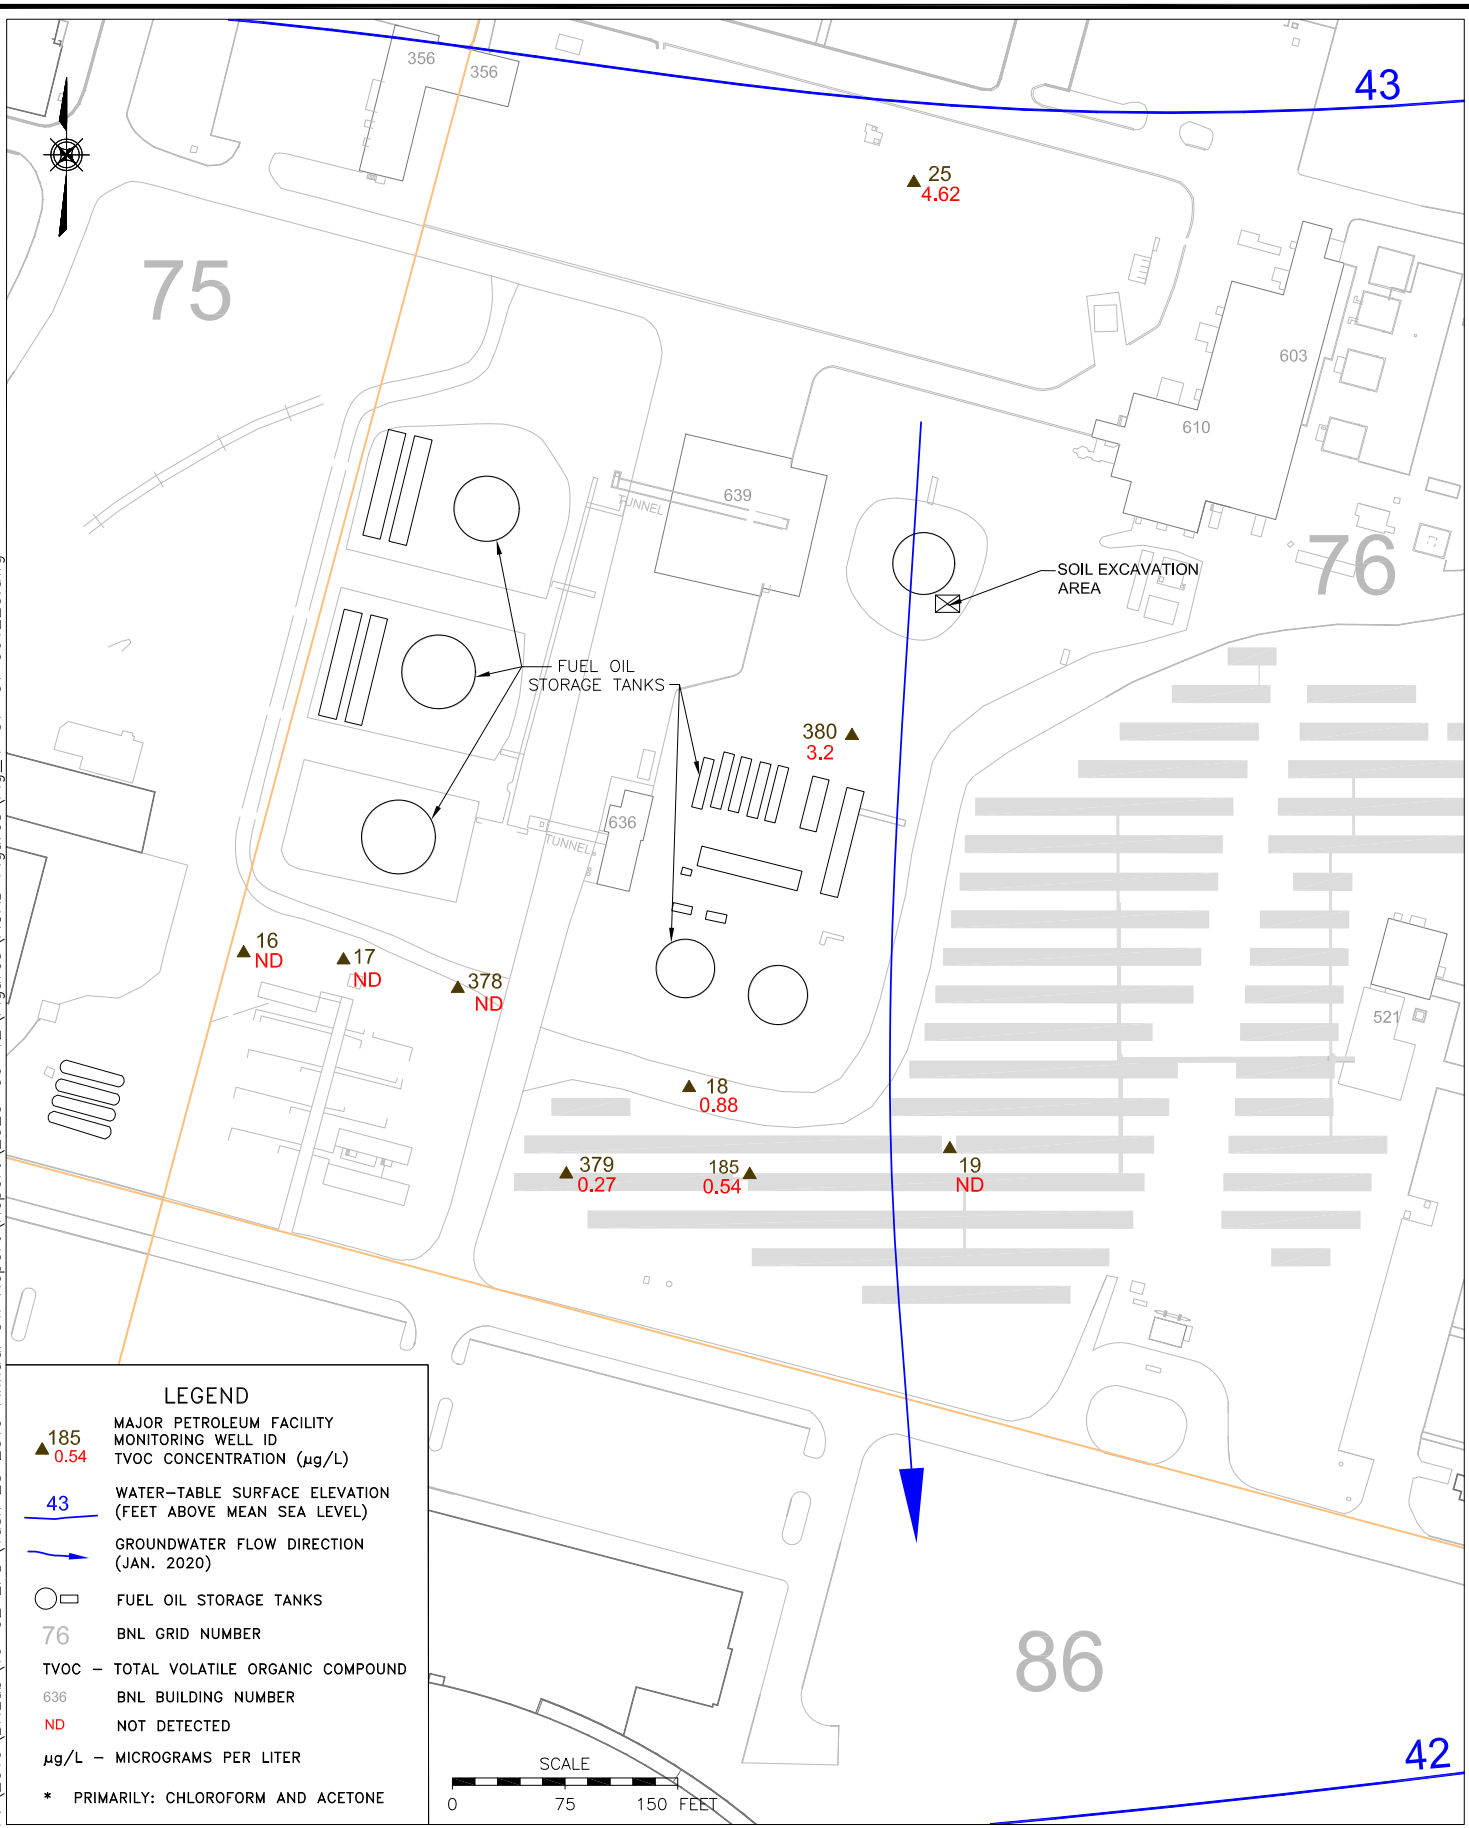 356
356
43
25
4.62
75
603
610
639
TUNNEL
76
SOIL EXCAVATION
AREA
FUEL OIL
STORAGE TANKS
380
3.2
636
TUNNEL
16
ND
17
ND
378
ND
521
18
0.88
379
0.27
185
0.54
19
ND
LEGEND
185
0.54
MAJOR PETROLEUM FACILITY
MONITORING WELL ID
TVOC CONCENTRATION (µg/L)
43
WATER-TABLE SURFACE ELEVATION
(FEET ABOVE MEAN SEA LEVEL)
GROUNDWATER FLOW DIRECTION
(JAN. 2020)
FUEL OIL STORAGE TANKS
76 BNL GRID NUMBER
TVOC - TOTAL VOLATILE ORGANIC COMPOUND
636 BNL BUILDING NUMBER
ND NOT DETECTED
µg/L - MICROGRAMS PER LITER
* PRIMARILY: CHLOROFORM AND ACETONE
SCALE
0 75 150 FEET
86
42